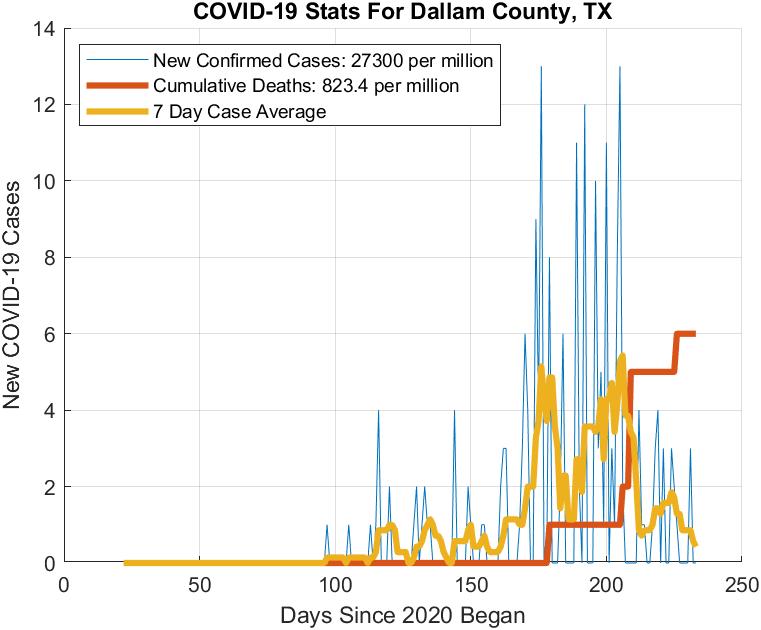 COVID-19 Stats For Dallam County, TX
New Confirmed Cases: 27300 per million
Cumulative Deaths: 823.4 per million
7 Day Case Average
New COVID-19 Cases
14
12
10
8
6
4
2
0
0 50 100 150 200 250
Days Since 2020 Began